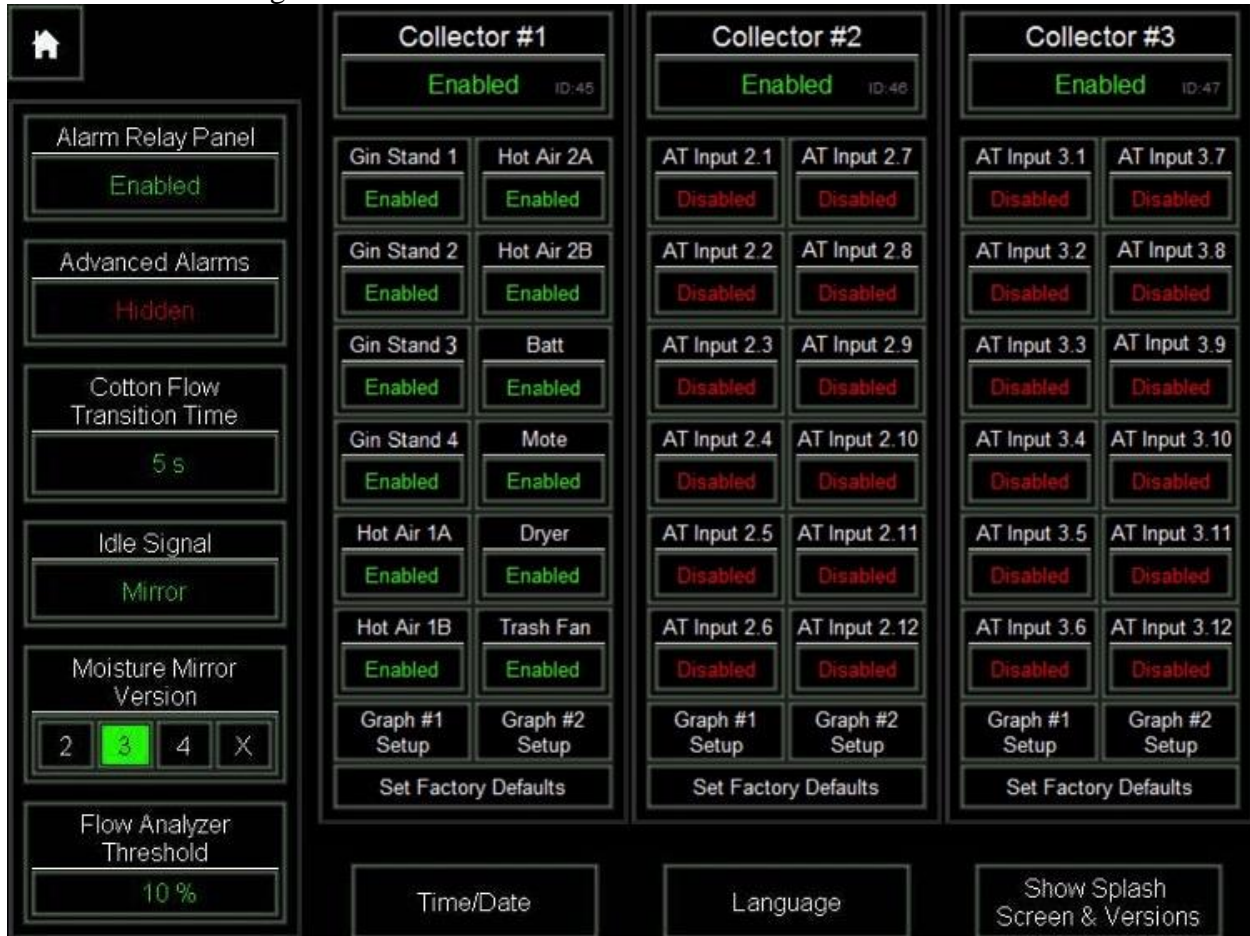 Alarm Relay Panel
Enabled
Advanced Alarms
Hidden
Cotton Flow
Transition Time
5 s
Idle Signal
Mirror
Moisture Mirror
Version
2 3 4 X
Flow Analyzer
Threshold
10 %
Collector #1
Enabled ID:45
Gin Stand 1 Hot Air 2A
Enabled Enabled
Gin Stand 2 Hot Air 2B
Enabled Enabled
Gin Stand 3 Batt
Enabled Enabled
Gin Stand 4 Mote
Enabled Enabled
Hot Air 1A Dryer
Enabled Enabled
Hot Air 1B Trash Fan
Enabled Enabled
Graph #1 Graph #2
Setup Setup
Set Factory Defaults
Collector #2
Enabled ID:46
AT Input 2.1 AT Input 2.7
Disabled Disabled
AT Input 2.2 AT Input 2.8
Disabled Disabled
AT Input 2.3 AT Input 2.9
Disabled Disabled
AT Input 2.4 AT Input 2.10
Disabled Disabled
AT Input 2.5 AT Input 2.11
Disabled Disabled
AT Input 2.6 AT Input 2.12
Disabled Disabled
Graph #1 Graph #2
Setup Setup
Set Factory Defaults
Collector #3
Enabled ID:47
AT Input 3.1 AT Input 3.7
Disabled Disabled
AT Input 3.2 AT Input 3.8
Disabled Disabled
AT Input 3.3 AT Input 3.9
Disabled Disabled
AT Input 3.4 AT Input 3.10
Disabled Disabled
AT Input 3.5 AT Input 3.11
Disabled Disabled
AT Input 3.6 AT Input 3.12
Disabled Disabled
Graph #1 Graph #2
Setup Setup
Set Factory Defaults
Time/Date
Language
Show Splash
Screen & Versions